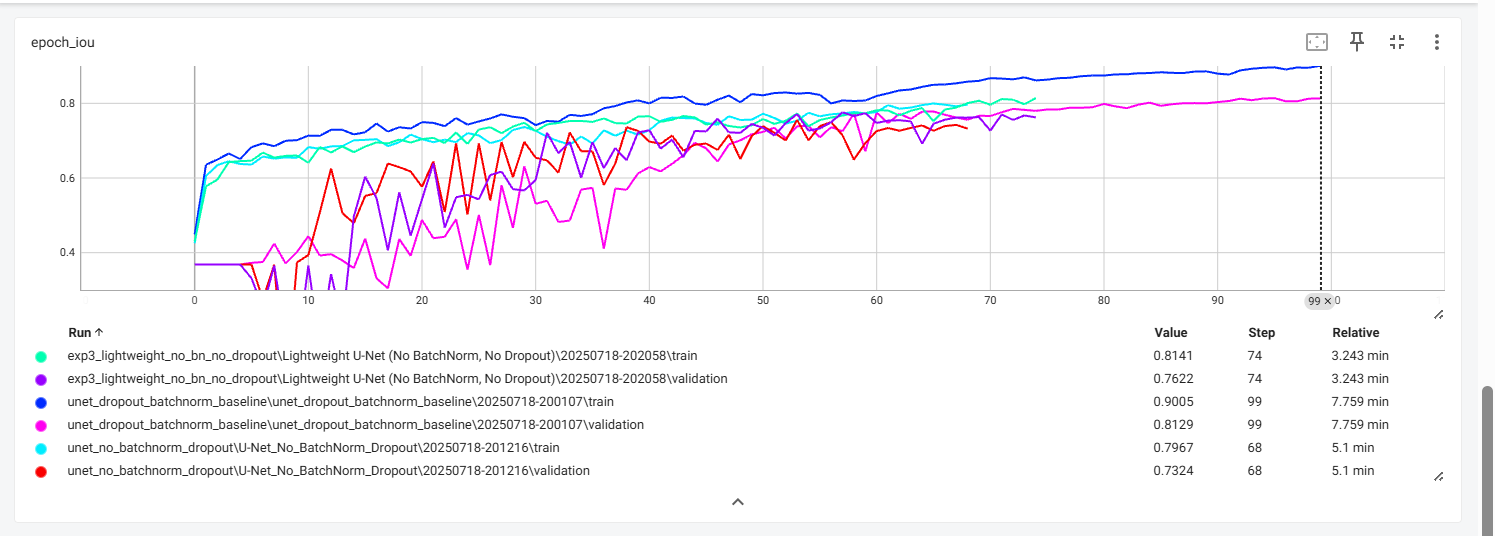 epoch_iou
0.8
0.6
0.4
0 10 20 30 40 50 60 70 80 90 99 × 0
Run ↑ Value Step Relative
exp3_lightweight_no_bn_no_dropout\Lightweight U-Net (No BatchNorm, No Dropout)\20250718-202058\train 0.8141 74 3.243 min
exp3_lightweight_no_bn_no_dropout\Lightweight U-Net (No BatchNorm, No Dropout)\20250718-202058\validation 0.7622 74 3.243 min
unet_dropout_batchnorm_baseline\unet_dropout_batchnorm_baseline\20250718-200107\train 0.9005 99 7.759 min
unet_dropout_batchnorm_baseline\unet_dropout_batchnorm_baseline\20250718-200107\validation 0.8129 99 7.759 min
unet_no_batchnorm_dropout\U-Net_No_BatchNorm_Dropout\20250718-201216\train 0.7967 68 5.1 min
unet_no_batchnorm_dropout\U-Net_No_BatchNorm_Dropout\20250718-201216\validation 0.7324 68 5.1 min